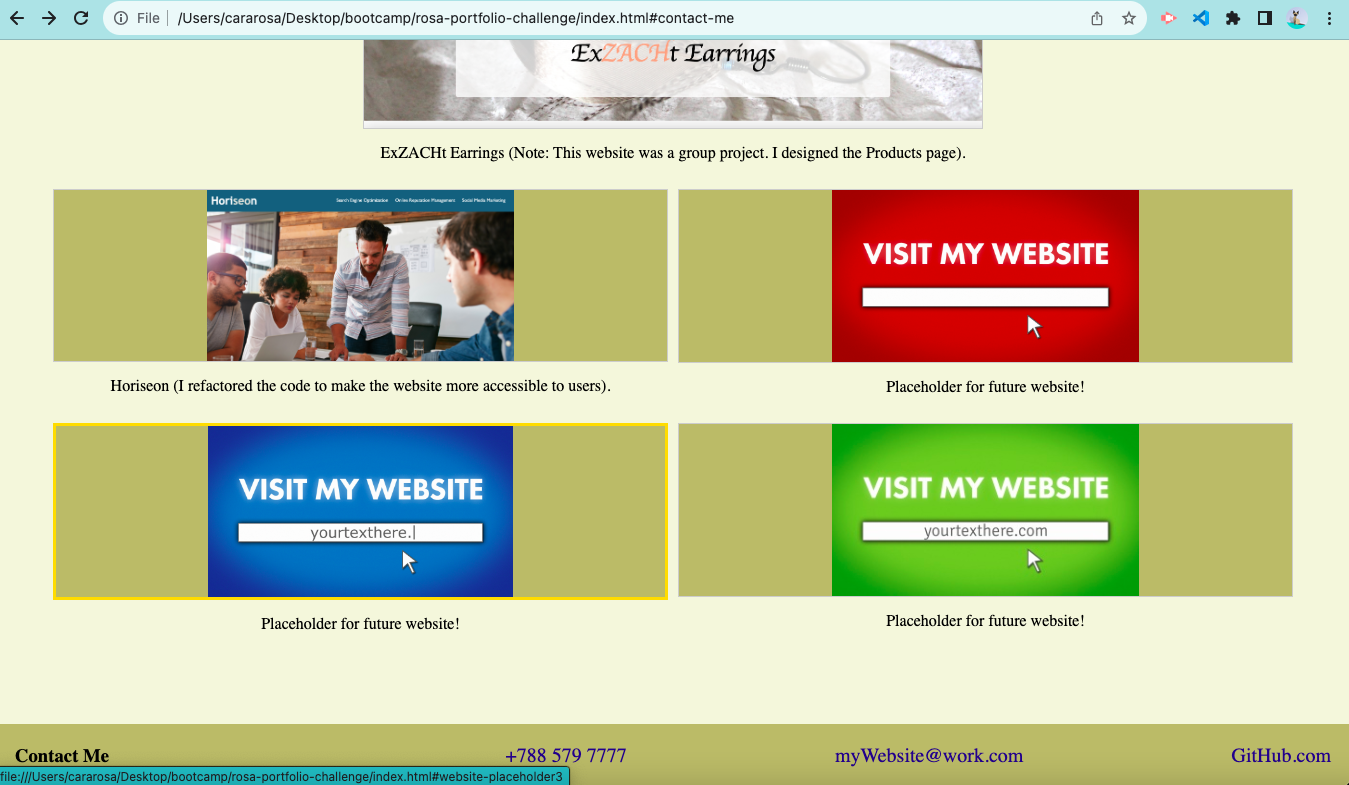 File
/Users/cararosa/Desktop/bootcamp/rosa-portfolio-challenge/index.html#contact-me
ExZACHt Earrings
ExZACHt Earrings (Note: This website was a group project. I designed the Products page).
Horiseon
Search Engine Optimization Online Reputation Management Social Media Marketing
VISIT MY WEBSITE
Horiseon (I refactored the code to make the website more accessible to users).
Placeholder for future website!
VISIT MY WEBSITE
yourtexthere.
VISIT MY WEBSITE
yourtexthere.com
Placeholder for future website!
Placeholder for future website!
Contact Me
+788 579 7777
myWebsite@work.com
GitHub.com
file:///Users/cararosa/Desktop/bootcamp/rosa-portfolio-challenge/index.html#website-placeholder3